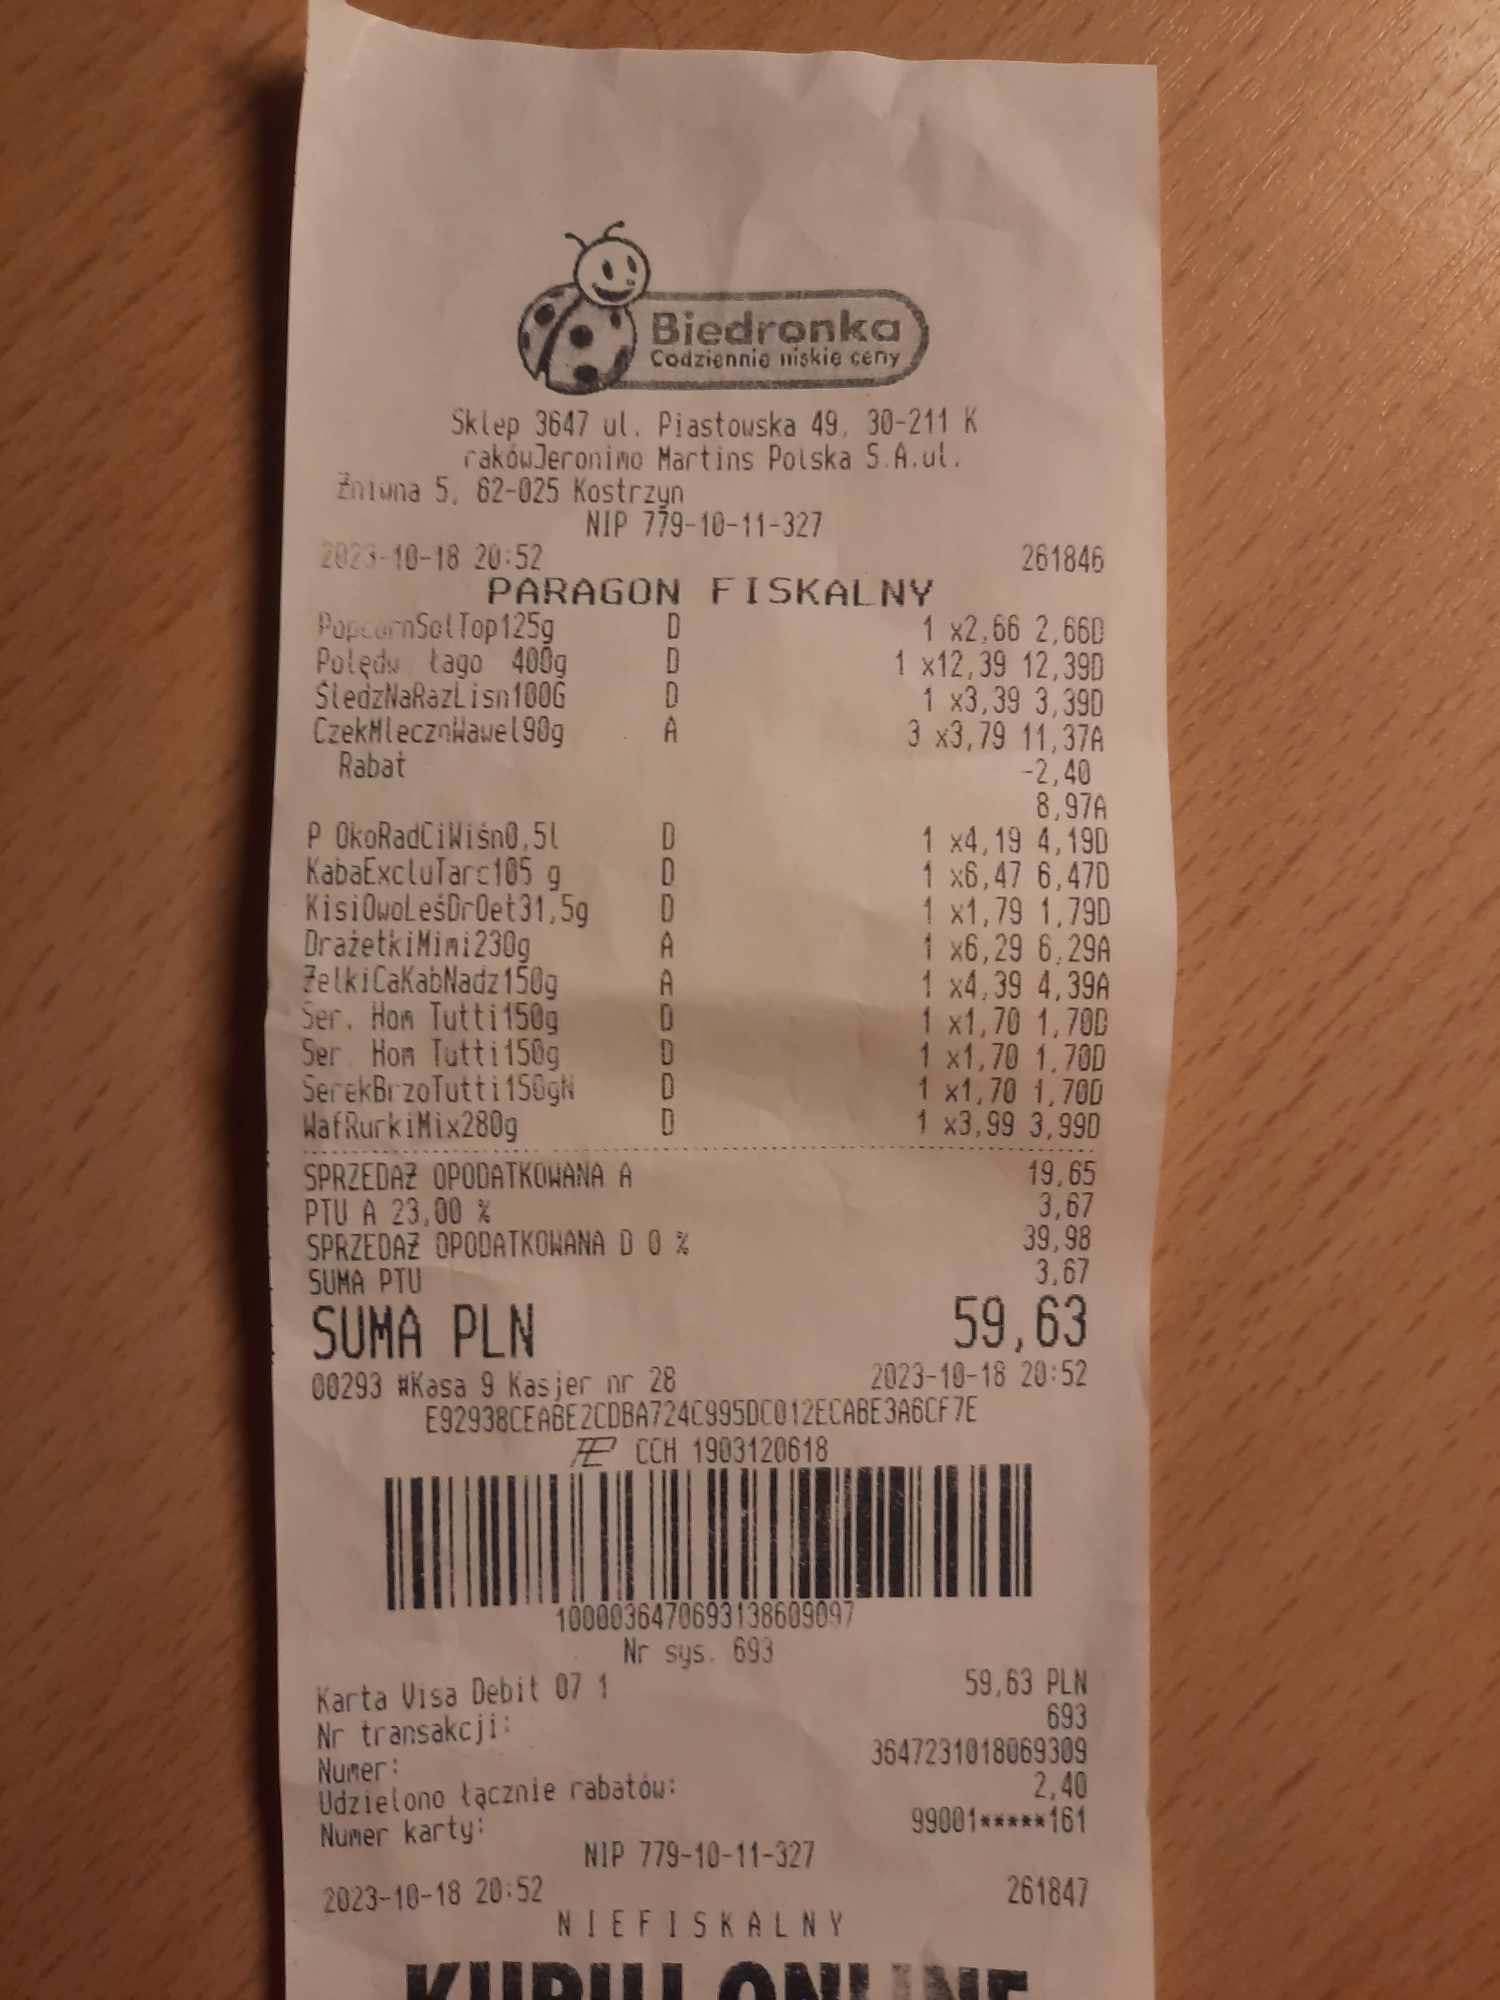 Biedronka
Codziennie niskie ceny
Sklep 3647 ul. Piastowska 49, 30-211 K
rakówJeronimo Martins Polska S.A.ul.
Żniwna 5, 62-025 Kostrzyn
NIP 779-10-11-327
2023-10-18 20:52 261846
PARAGON FISKALNY
PopcornSolTop125g D 1 x2,66 2,66D
Polędw. Łago 400g D 1 x12,39 12,39D
ŚledzNaRazLisn100G D 1 x3,39 3,39D
CzekMlecznWawel90g A 3 x3,79 11,37A
Rabat -2,40
8,97A
P OkoRadCiWiśn0,5l D 1 x4,19 4,19D
KabaExcluTarc105 g D 1 x6,47 6,47D
KisiOwoLeśDrOet31,5g D 1 x1,79 1,79D
DrażetkiMimi230g A 1 x6,29 6,29A
ŻelkiCaKabNadz150g A 1 x4,39 4,39A
Ser. Hom Tutti150g D 1 x1,70 1,70D
Ser. Hom Tutti150g D 1 x1,70 1,70D
SerekBrzoTutti150gN D 1 x1,70 1,70D
WafRurkiMix280g D 1 x3,99 3,99D
SPRZEDAŻ OPODATKOWANA A 19,65
PTU A 23,00 % 3,67
SPRZEDAŻ OPODATKOWANA D 0 % 39,98
SUMA PTU 3,67
SUMA PLN 59,63
00293 #Kasa 9 Kasjer nr 28 2023-10-18 20:52
E92938CEABE2CDBA724C995DC012ECABE3A6CF7E
CCH 1903120618
1000036470693138609097
Nr sys. 693
Karta Visa Debit 07 1 59,63 PLN
Nr transakcji: 693
Numer: 3647231018069309
Udzielono łącznie rabatów: 2,40
Numer karty: 99001*****161
NIP 779-10-11-327
2023-10-18 20:52 261847
NIEFISKALNY